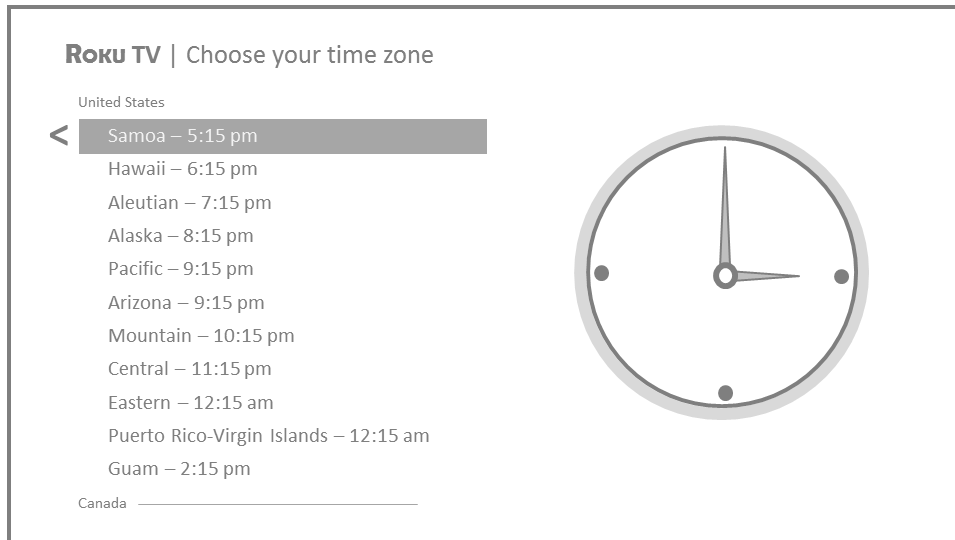 ROKU TV | Choose your time zone
United States
< Samoa – 5:15 pm
Hawaii – 6:15 pm
Aleutian – 7:15 pm
Alaska – 8:15 pm
Pacific – 9:15 pm
Arizona – 9:15 pm
Mountain – 10:15 pm
Central – 11:15 pm
Eastern – 12:15 am
Puerto Rico-Virgin Islands – 12:15 am
Guam – 2:15 pm
Canada